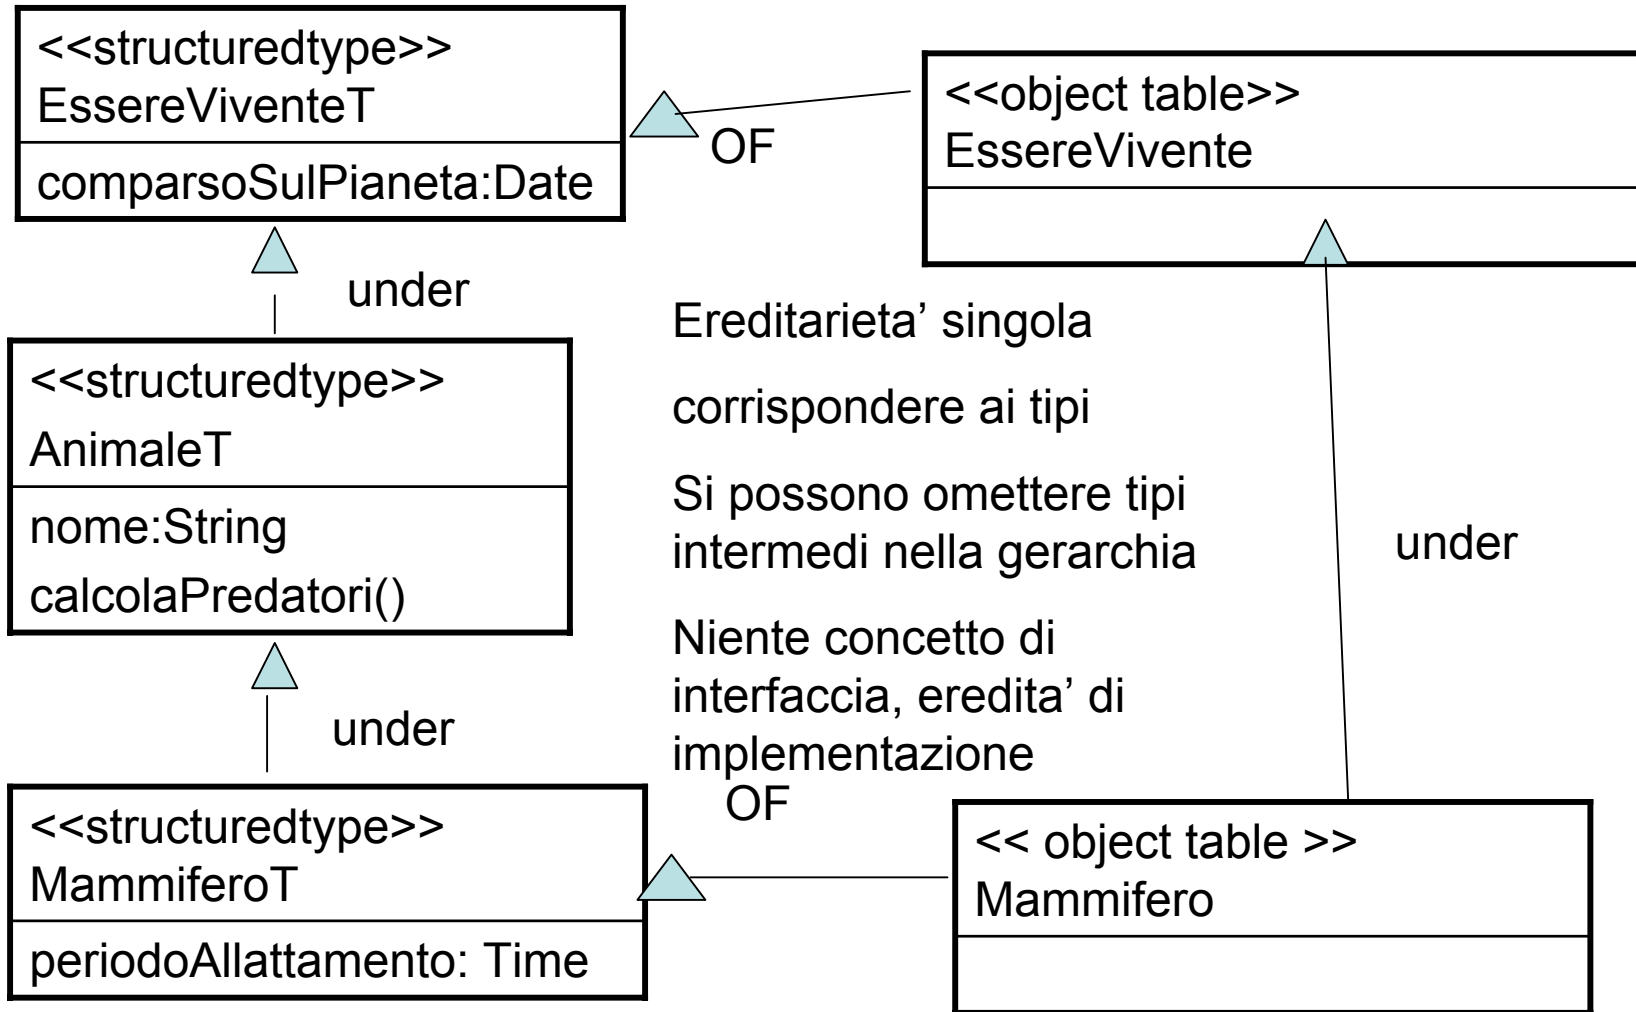 <<structuredtype>>
EssereViventeT
comparsoSulPianeta:Date
OF
<<object table>>
EssereVivente
under
<<structuredtype>>
AnimaleT
nome:String
calcolaPredatori()
Ereditarieta’ singola
corrispondere ai tipi
Si possono omettere tipi
intermedi nella gerarchia
Niente concetto di
interfaccia, eredita’ di
implementazione
under
under
OF
<<structuredtype>>
MammiferoT
periodoAllattamento: Time
<< object table >>
Mammifero